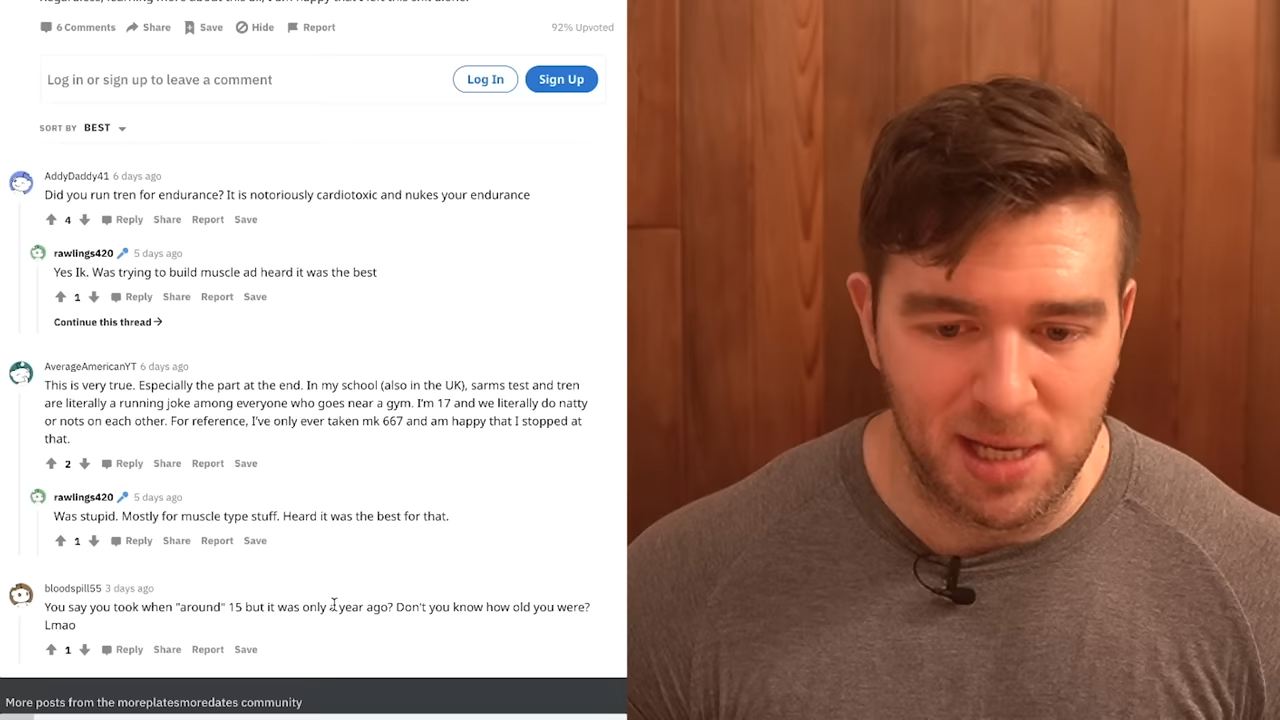 6 Comments Share Save Hide Report 92% Upvoted
Log in or sign up to leave a comment Log In Sign Up
SORT BY BEST
AddyDaddy41 6 days ago
Did you run tren for endurance? It is notoriously cardiotoxic and nukes your endurance
4 Reply Share Report Save
rawlings420 5 days ago
Yes Ik. Was trying to build muscle ad heard it was the best
1 Reply Share Report Save
Continue this thread
AverageAmericanYT 6 days ago
This is very true. Especially the part at the end. In my school (also in the UK), sarms test and tren
are literally a running joke among everyone who goes near a gym. I'm 17 and we literally do natty
or nots on each other. For reference, I've only ever taken mk 667 and am happy that I stopped at
that.
2 Reply Share Report Save
rawlings420 5 days ago
Was stupid. Mostly for muscle type stuff. Heard it was the best for that.
1 Reply Share Report Save
bloodspill55 3 days ago
You say you took when "around" 15 but it was only a year ago? Don't you know how old you were?
Lmao
1 Reply Share Report Save
More posts from the moreplatesmoredates community